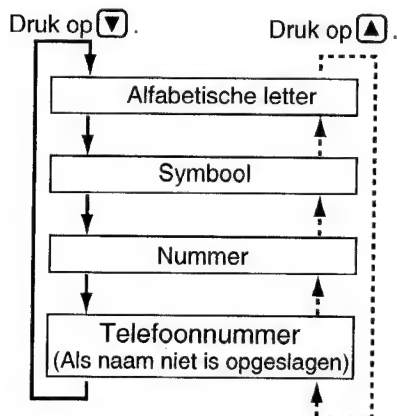 Druk op ▼. Druk op ▲.
Alfabetische letter
Symbool
Nummer
Telefoonnummer
(Als naam niet is opgeslagen)